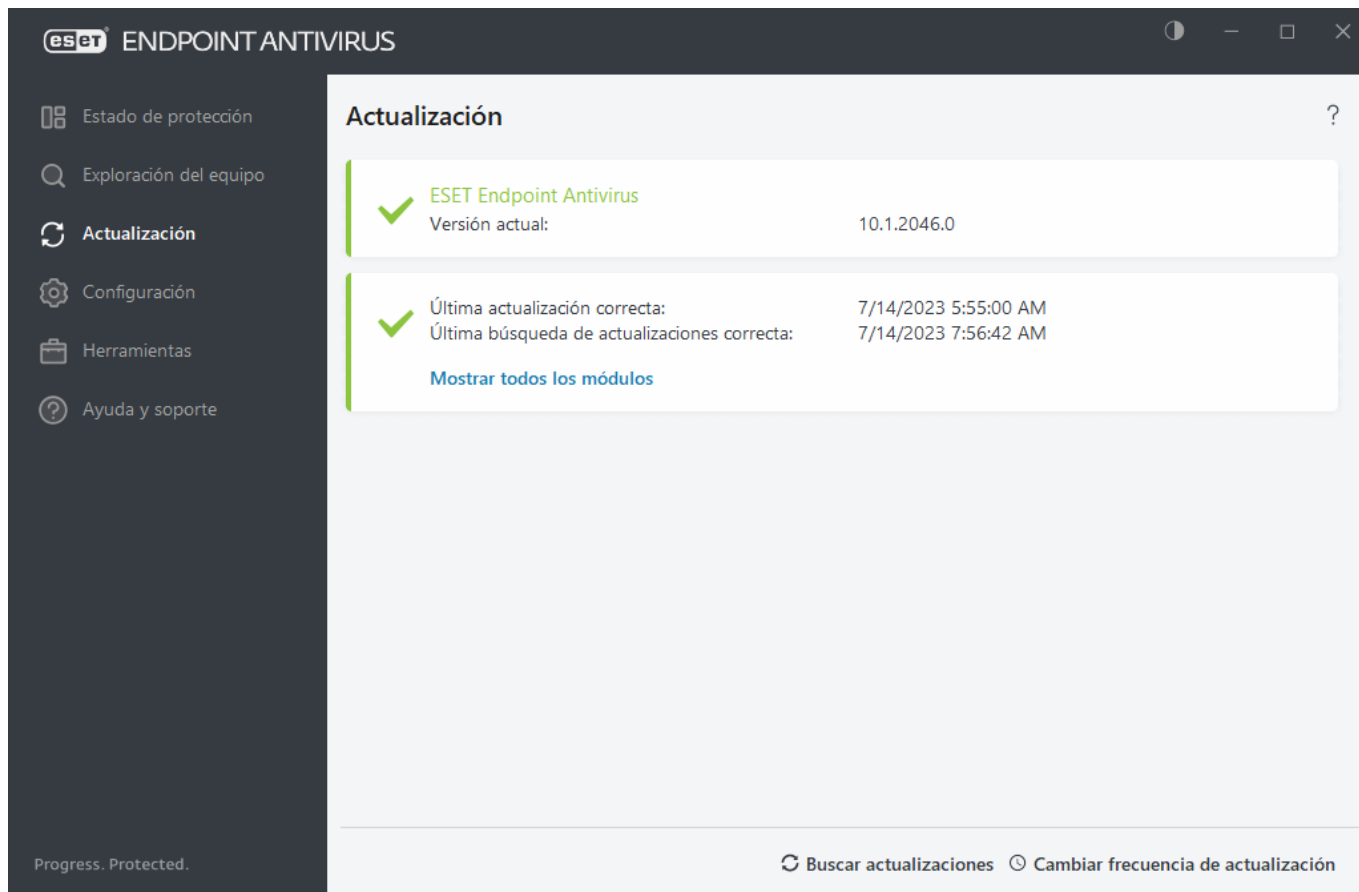 eset ENDPOINT ANTIVIRUS
Estado de protección
Exploración del equipo
Actualización
Configuración
Herramientas
Ayuda y soporte
Progress. Protected.
Actualización
?
ESET Endpoint Antivirus
Versión actual: 10.1.2046.0
Última actualización correcta: 7/14/2023 5:55:00 AM
Última búsqueda de actualizaciones correcta: 7/14/2023 7:56:42 AM
Mostrar todos los módulos
Buscar actualizaciones Cambiar frecuencia de actualización